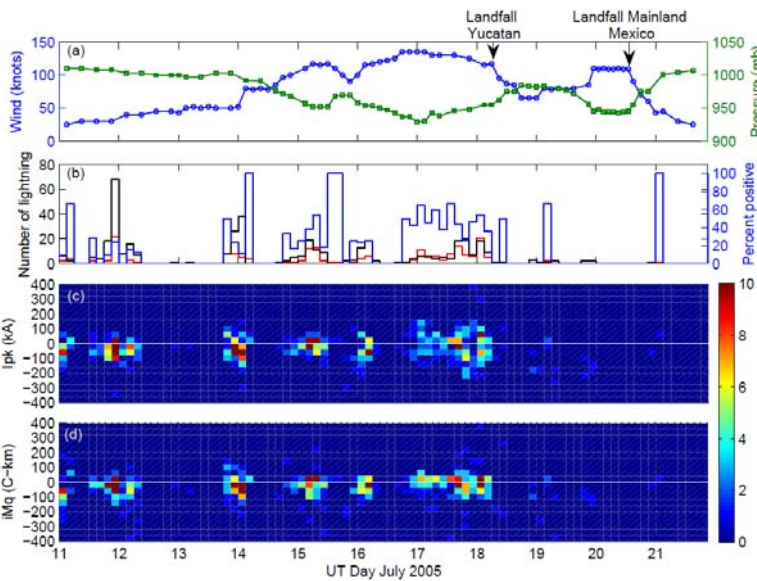 Landfall Landfall Mainland
Yucatan Mexico
150 (a) 1050
100 1000
50 950
0 900
Wind (knots)
Pressure (mb)
80 (b) 100
60 80
40 60
20 40
0 20
0
Number of lightning
Percent positive
400 (c) 10
300
200
100
0
−100
−200
−300
−400
Ipk (kA)
8
6
4
2
0
400 (d)
300
200
100
0
−100
−200
−300
−400
iMq (C−km)
11 12 13 14 15 16 17 18 19 20 21
UT Day July 2005